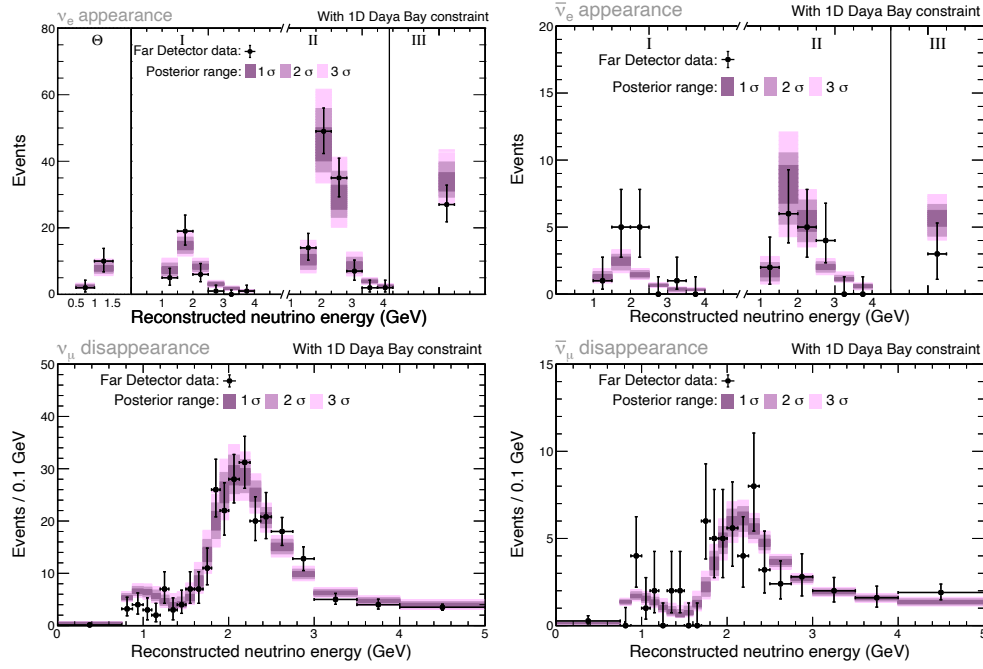 νe appearance With 1D Daya Bay constraint
Θ I II III
Far Detector data:
Posterior range: 1 σ 2 σ 3 σ
80
60
40
20
0
Events
0.5 1 1.5 1 2 3 4 1 2 3 4
Reconstructed neutrino energy (GeV)
ν̅e appearance With 1D Daya Bay constraint
I II III
Far Detector data:
Posterior range: 1 σ 2 σ 3 σ
20
15
10
5
0
Events
1 2 3 4 1 2 3 4
Reconstructed neutrino energy (GeV)
νμ disappearance With 1D Daya Bay constraint
Far Detector data:
Posterior range: 1 σ 2 σ 3 σ
50
40
30
20
10
0
Events / 0.1 GeV
0 1 2 3 4 5
Reconstructed neutrino energy (GeV)
ν̅μ disappearance With 1D Daya Bay constraint
Far Detector data:
Posterior range: 1 σ 2 σ 3 σ
15
10
5
0
Events / 0.1 GeV
0 1 2 3 4 5
Reconstructed neutrino energy (GeV)